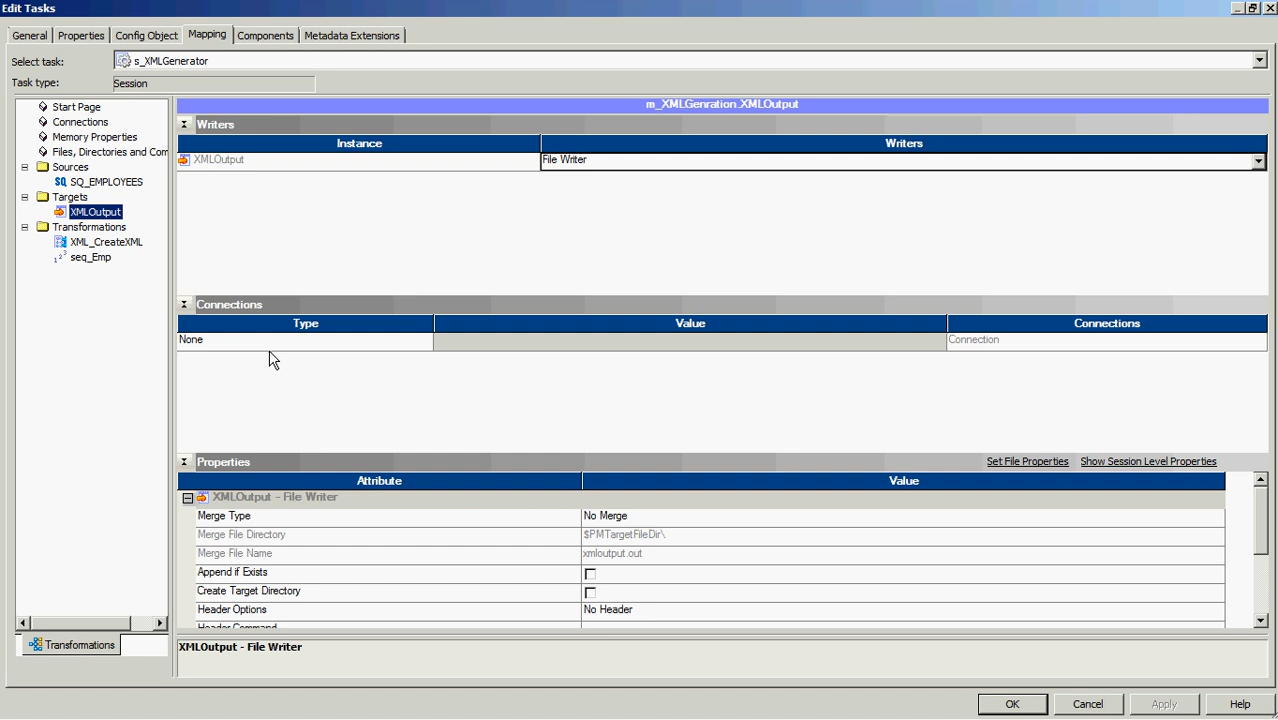 Edit Tasks
General Properties Config Object Mapping Components Metadata Extensions
Select task: s_XMLGenerator
Task type: Session
Start Page
Connections
Memory Properties
Files, Directories and Com
Sources
SQ_EMPLOYEES
Targets
XMLOutput
Transformations
XML_CreateXML
seq_Emp
Transformations
m_XMLGenration.XMLOutput
Writers
Instance Writers
XMLOutput File Writer
Connections
Type Value Connections
None Connection
Properties Set File Properties Show Session Level Properties
Attribute Value
XMLOutput - File Writer
Merge Type No Merge
Merge File Directory $PMTargetFileDir\
Merge File Name xmloutput.out
Append if Exists
Create Target Directory
Header Options No Header
Header Command
XMLOutput - File Writer
OK Cancel Apply Help